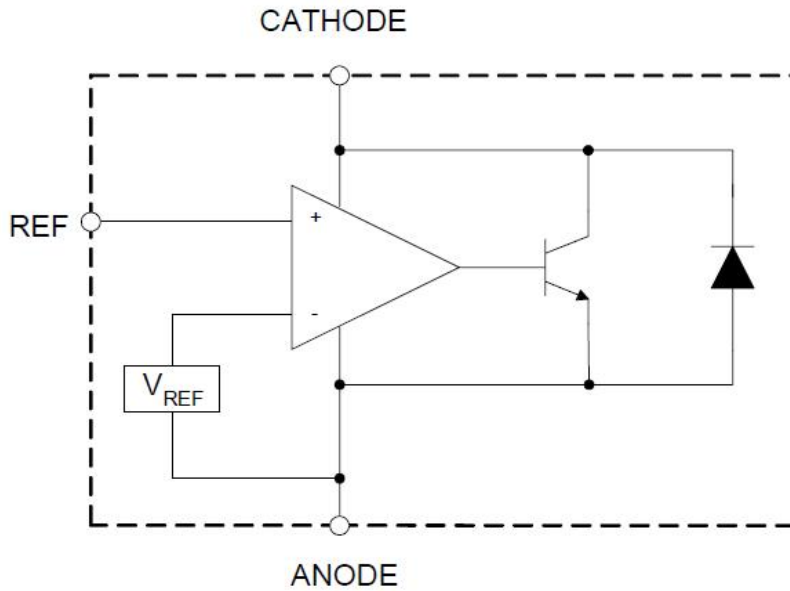 CATHODE
REF
+
-
VREF
ANODE